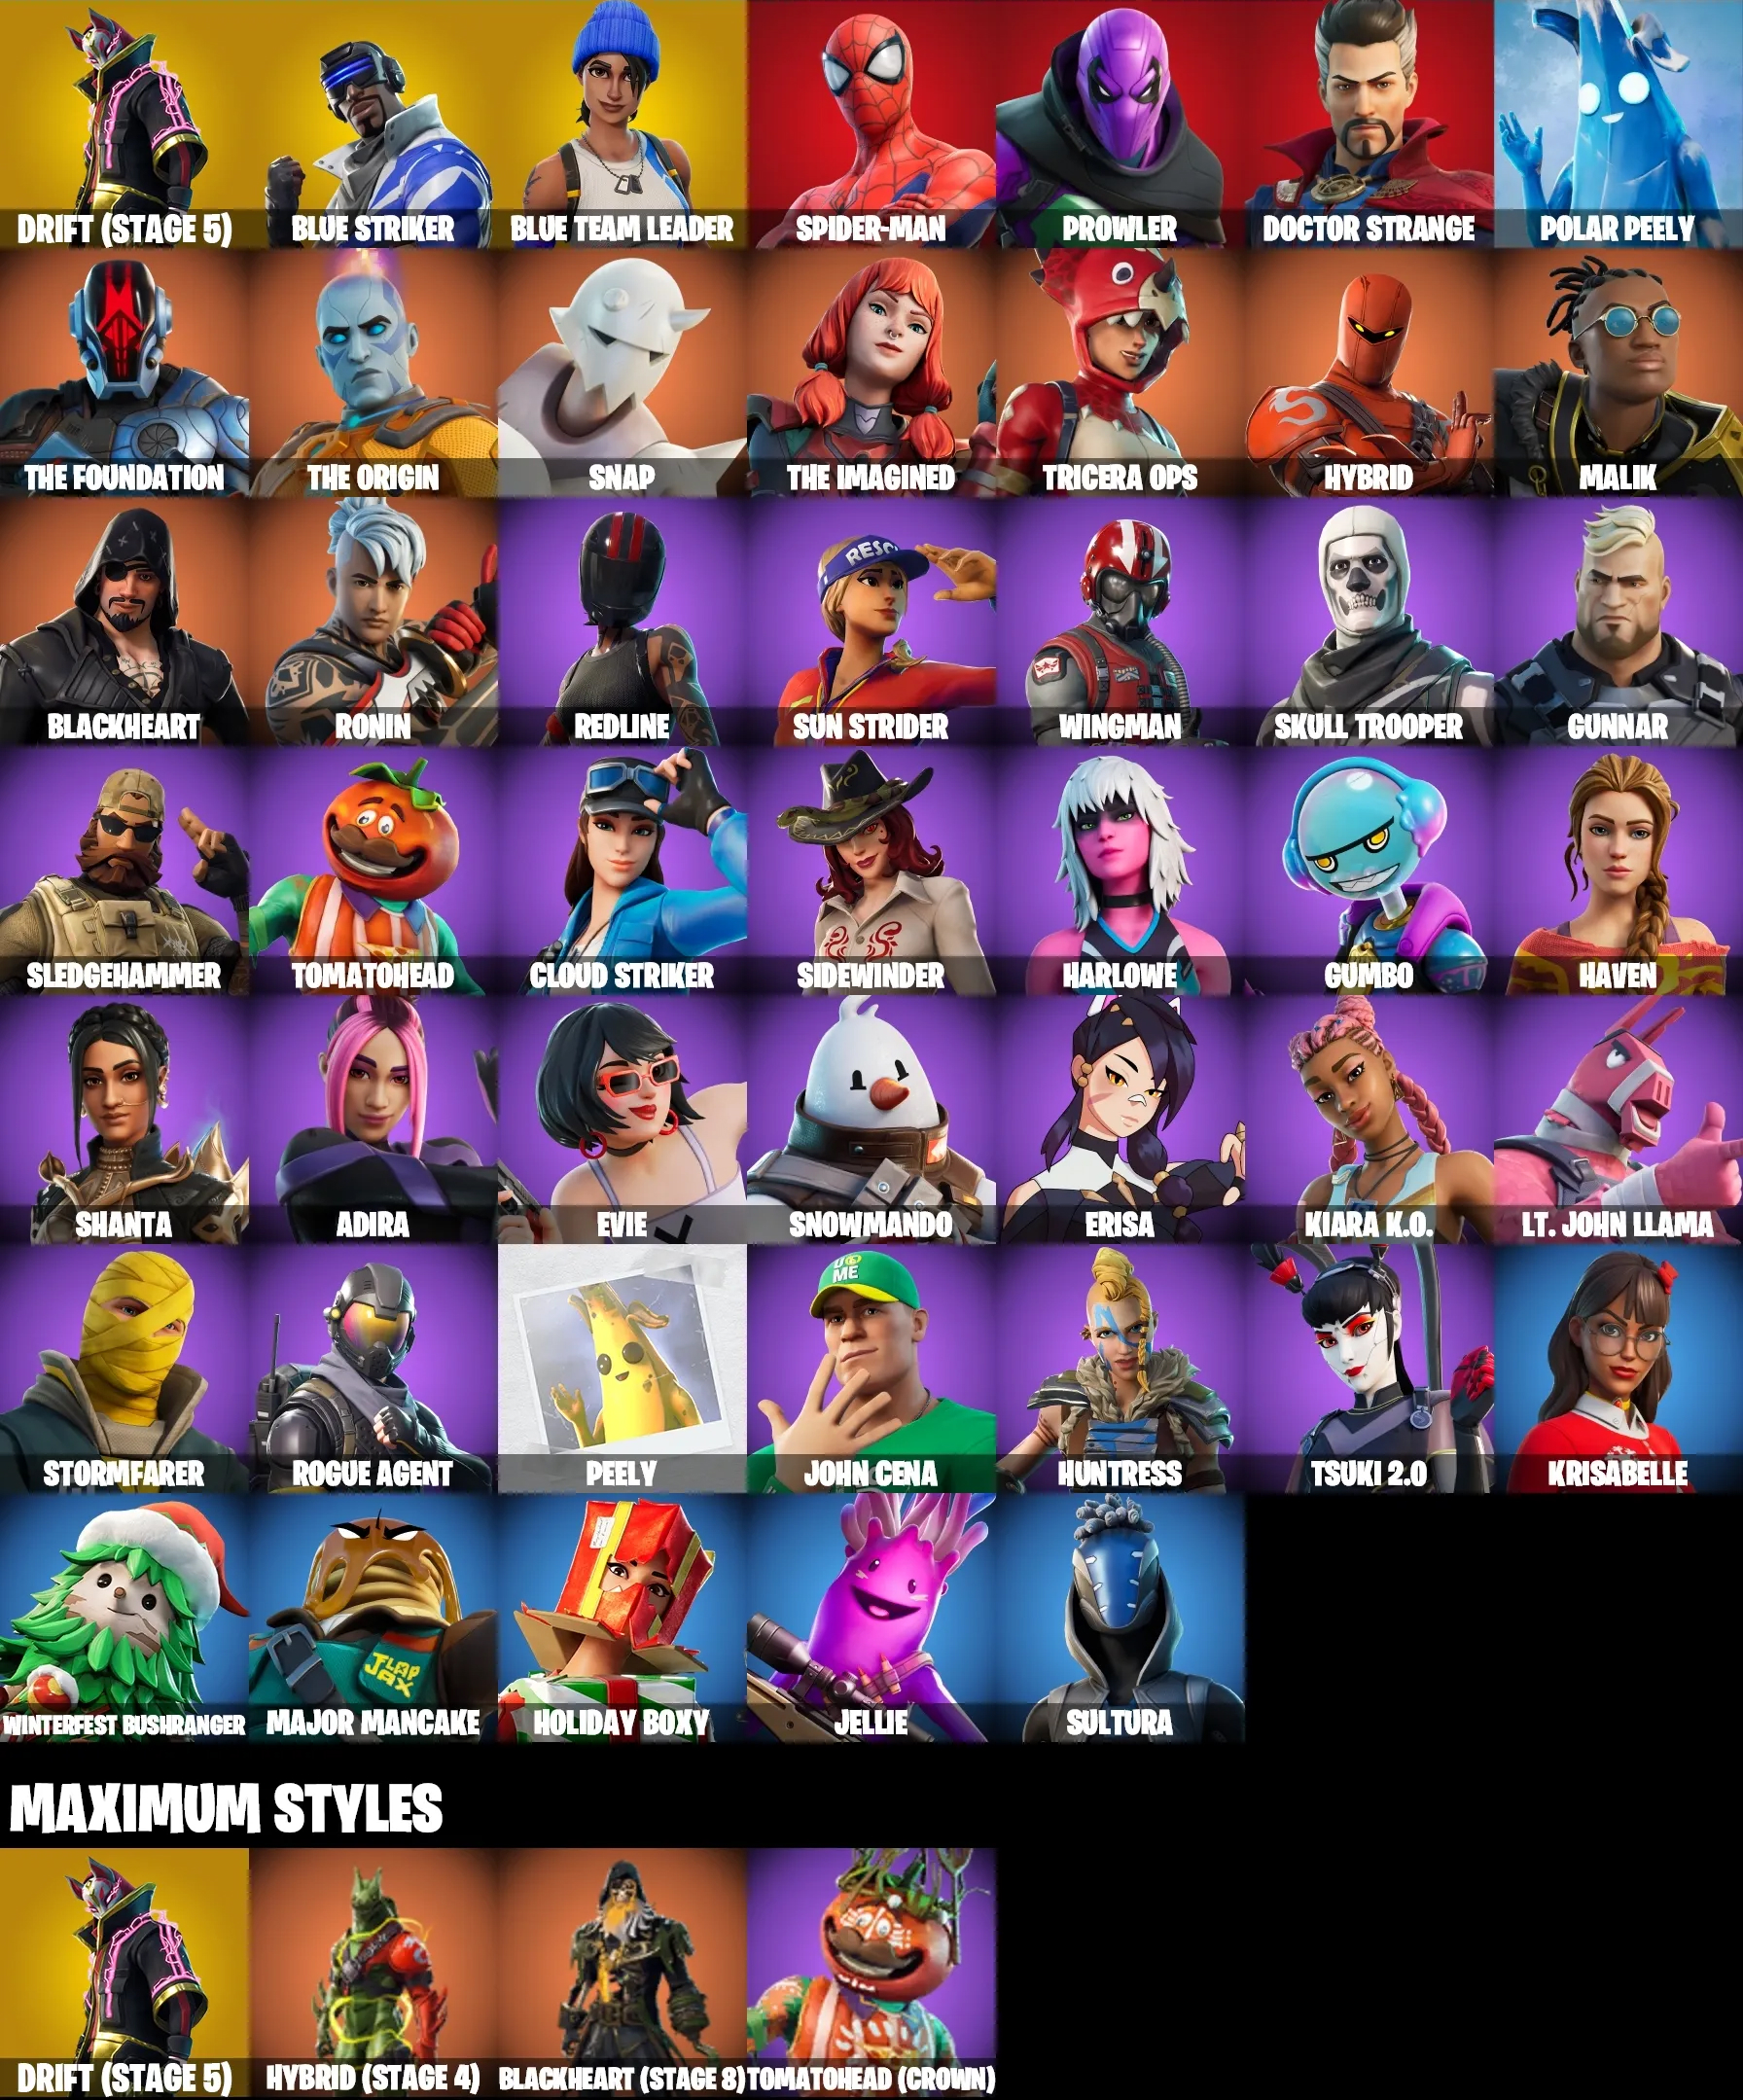 DRIFT (STAGE 5)
BLUE STRIKER
BLUE TEAM LEADER
SPIDER-MAN
PROWLER
DOCTOR STRANGE
POLAR PEELY
THE FOUNDATION
THE ORIGIN
SNAP
THE IMAGINED
TRICERA OPS
HYBRID
MALIK
RESC
BLACKHEART
RONIN
REDLINE
SUN STRIDER
WINGMAN
SKULL TROOPER
GUNNAR
SLEDGEHAMMER
TOMATOHEAD
CLOUD STRIKER
SIDEWINDER
HARLOWE
GUMBO
HAVEN
SHANTA
ADIRA
EVIE
SNOWMANDO
ERISA
KIARA K.O.
LT. JOHN LLAMA
ME
STORMFARER
ROGUE AGENT
PEELY
JOHN CENA
HUNTRESS
TSUKI 2.0
KRISABELLE
FLAP
JAX
WINTERFEST BUSHRANGER
MAJOR MANCAKE
HOLIDAY BOXY
JELLIE
SULTURA
MAXIMUM STYLES
DRIFT (STAGE 5)
HYBRID (STAGE 4)
BLACKHEART (STAGE 8)
TOMATOHEAD (CROWN)